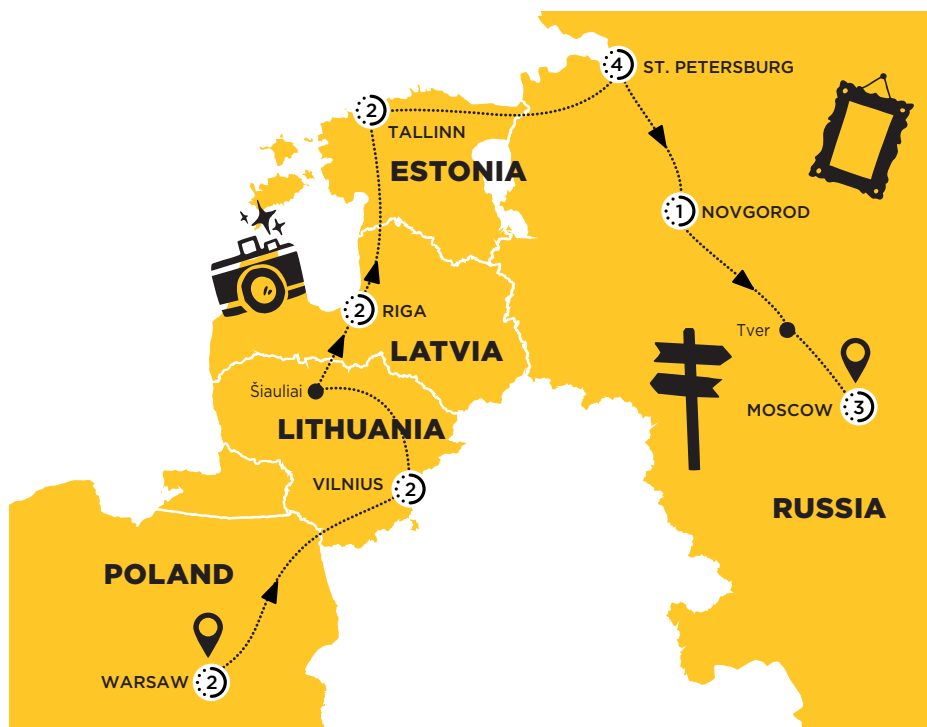 4 ST. PETERSBURG
2
TALLINN
ESTONIA
1 NOVGOROD
2 RIGA
Tver
LATVIA
Šiauliai
MOSCOW 3
LITHUANIA
VILNIUS 2
RUSSIA
POLAND
WARSAW 2